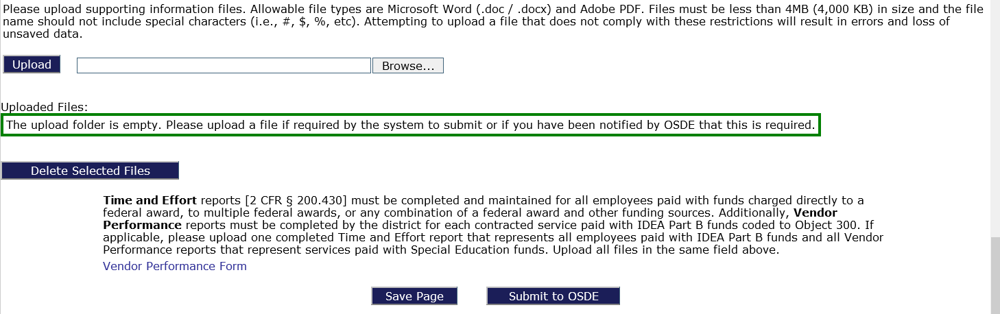 Please upload supporting information files. Allowable file types are Microsoft Word (.doc / .docx) and Adobe PDF. Files must be less than 4MB (4,000 KB) in size and the file
name should not include special characters (i.e., #, $, %, etc). Attempting to upload a file that does not comply with these restrictions will result in errors and loss of
unsaved data.
Upload
Browse...
Uploaded Files:
The upload folder is empty. Please upload a file if required by the system to submit or if you have been notified by OSDE that this is required.
Delete Selected Files
Time and Effort reports [2 CFR § 200.430] must be completed and maintained for all employees paid with funds charged directly to a
federal award, to multiple federal awards, or any combination of a federal award and other funding sources. Additionally, Vendor
Performance reports must be completed by the district for each contracted service paid with IDEA Part B funds coded to Object 300. If
applicable, please upload one completed Time and Effort report that represents all employees paid with IDEA Part B funds and all Vendor
Performance reports that represent services paid with Special Education funds. Upload all files in the same field above.
Vendor Performance Form
Save Page
Submit to OSDE